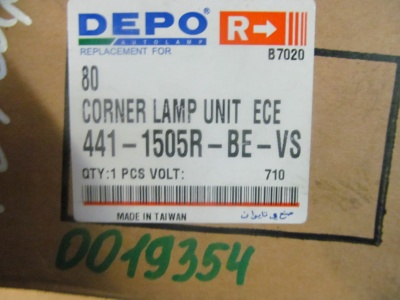 DEPO
AUTOLAMP
R→
REPLACEMENT FOR
B7020
80
CORNER LAMP UNIT ECE
441-1505R-BE-VS
QTY:1 PCS VOLT: 710
MADE IN TAIWAN صنع في تايوان
0019354